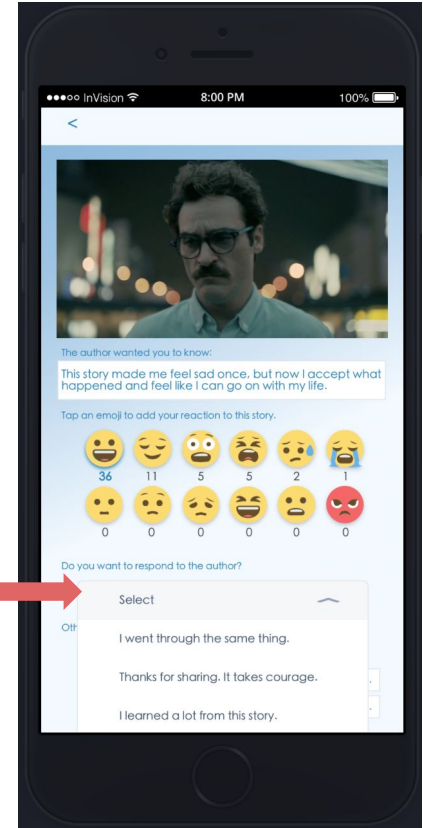 InVision 8:00 PM 100%
<
The author wanted you to know:
This story made me feel sad once, but now I accept what
happened and feel like I can go on with my life.
Tap an emoji to add your reaction to this story.
36 11 5 5 2 1
0 0 0 0 0 0
Do you want to respond to the author?
Select
Oth
I went through the same thing.
Thanks for sharing. It takes courage.
I learned a lot from this story.